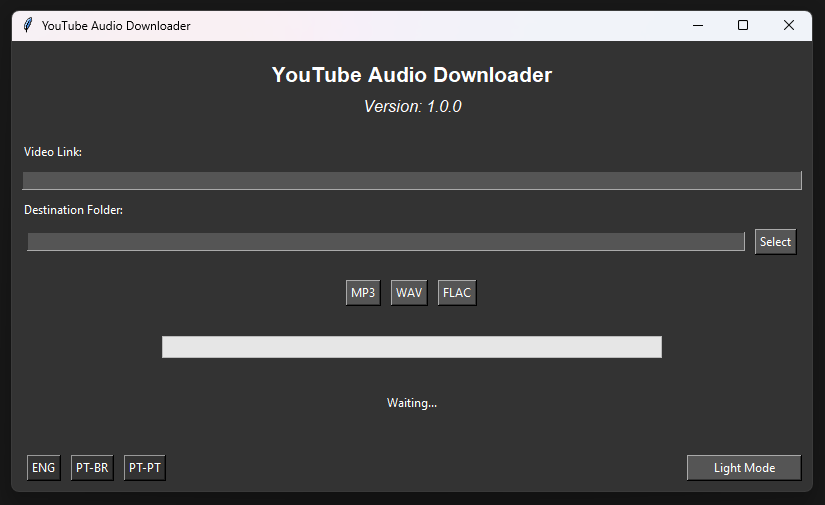 YouTube Audio Downloader
YouTube Audio Downloader
Version: 1.0.0
Video Link:
Destination Folder:
Select
MP3 WAV FLAC
Waiting...
ENG PT-BR PT-PT Light Mode